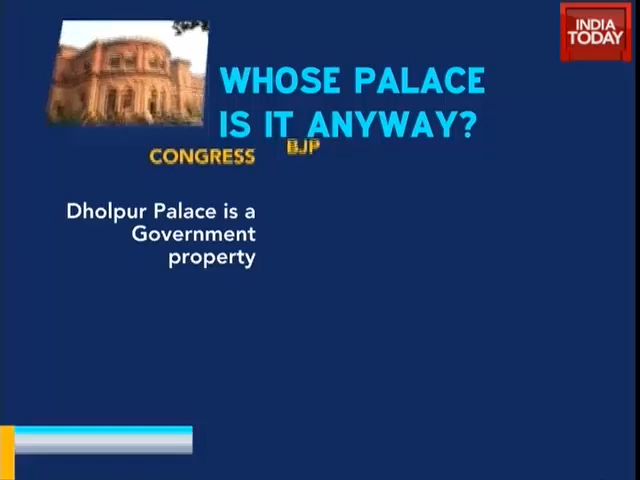 INDIA
TODAY
WHOSE PALACE
IS IT ANYWAY?
CONGRESS
BJP
Dholpur Palace is a
Government
property